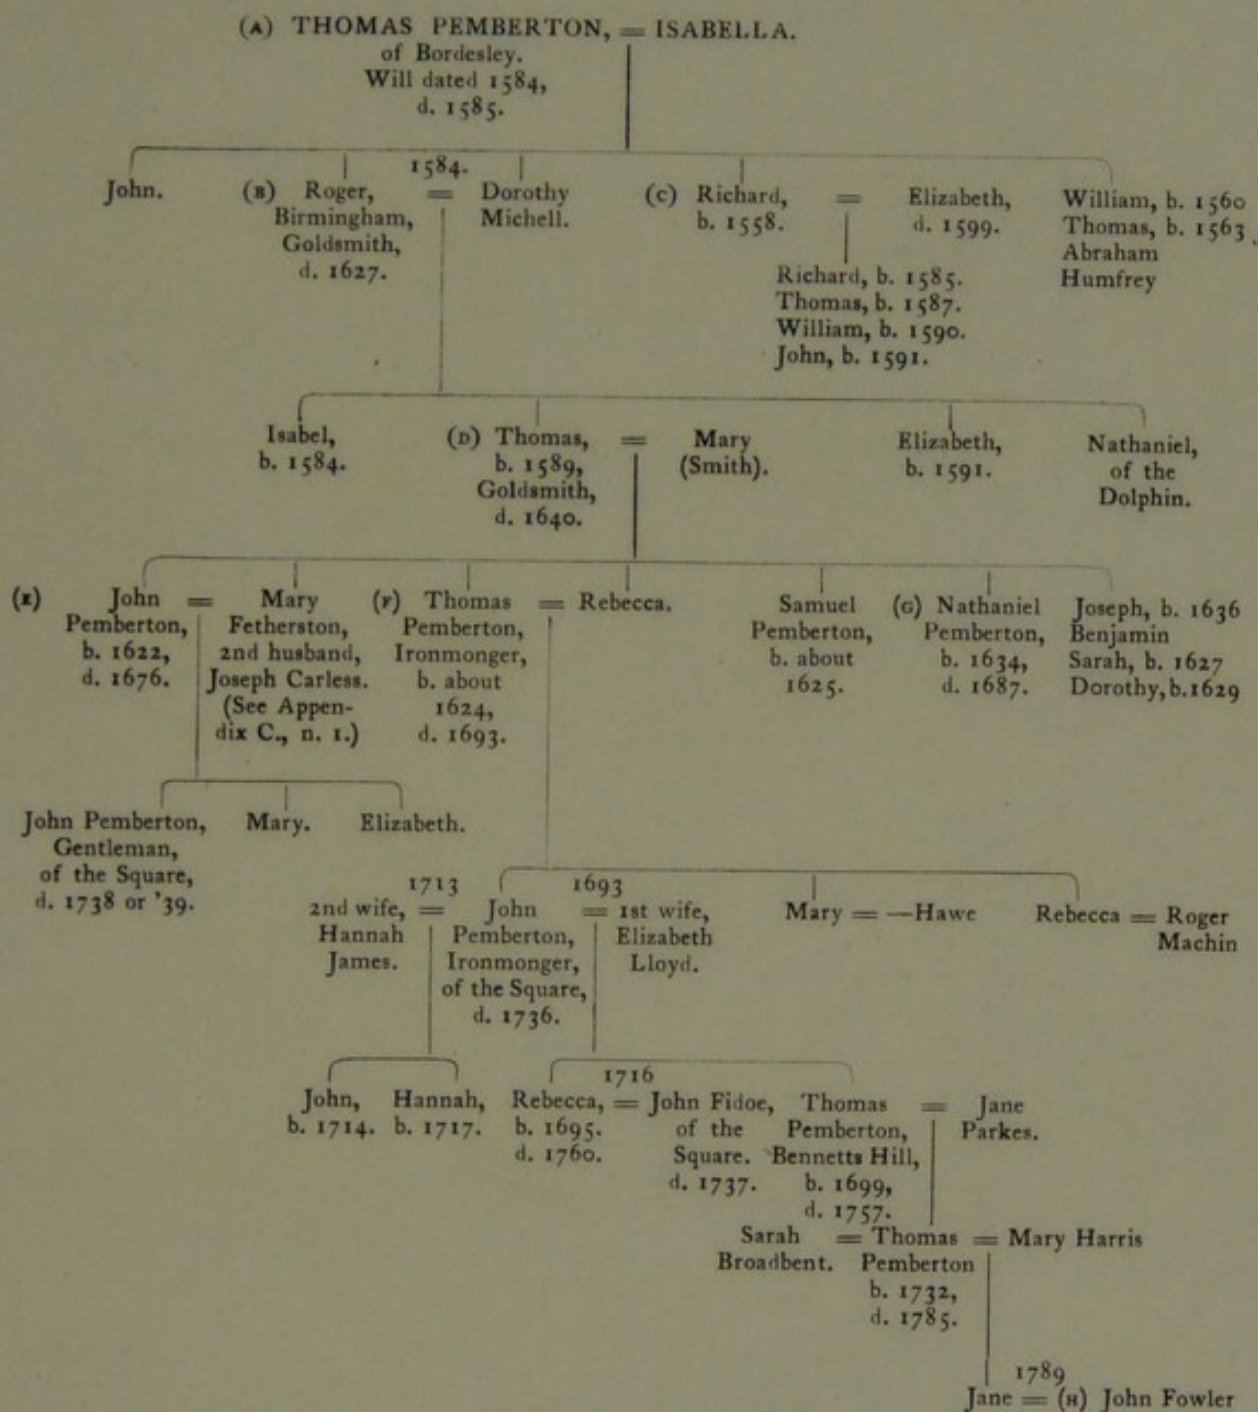 (A) THOMAS PEMBERTON, = ISABELLA.
of Bordesley.
Will dated 1584,
d. 1585.
1584.
John. (B) Roger, = Dorothy (C) Richard, = Elizabeth, William, b. 1560
Birmingham, Michell. b. 1558. d. 1599. Thomas, b. 1563
Goldsmith, Abraham
d. 1627. Humfrey
Richard, b. 1585.
Thomas, b. 1587.
William, b. 1590.
John, b. 1591.
Isabel, (D) Thomas, = Mary Elizabeth, Nathaniel,
b. 1584. b. 1589, (Smith). b. 1591. of the
Goldsmith, Dolphin.
d. 1640.
(E) John = Mary (F) Thomas = Rebecca. Samuel (G) Nathaniel Joseph, b. 1636
Pemberton, Fetherston, Pemberton, Pemberton, Pemberton, Benjamin
b. 1622, 2nd husband, Ironmonger, b. about b. 1634, Sarah, b. 1627
d. 1676. Joseph Carless. b. about 1625. d. 1687. Dorothy, b. 1629
(See Appen- 1624,
dix C., n. 1.) d. 1693.
John Pemberton, Mary. Elizabeth.
Gentleman,
of the Square,
d. 1738 or '39.
1713 1693
2nd wife, = John = 1st wife, Mary = —Hawe Rebecca = Roger
Hannah Pemberton, Elizabeth Machin
James. Ironmonger, Lloyd.
of the Square,
d. 1736.
1716
John, Hannah, Rebecca, = John Fidoe, Thomas = Jane
b. 1714. b. 1717. b. 1695. of the Pemberton, Parkes.
d. 1760. Square. Bennetts Hill,
d. 1737. b. 1699,
d. 1757.
Sarah = Thomas = Mary Harris
Broadbent. Pemberton
b. 1732,
d. 1785.
1789
Jane = (H) John Fowler